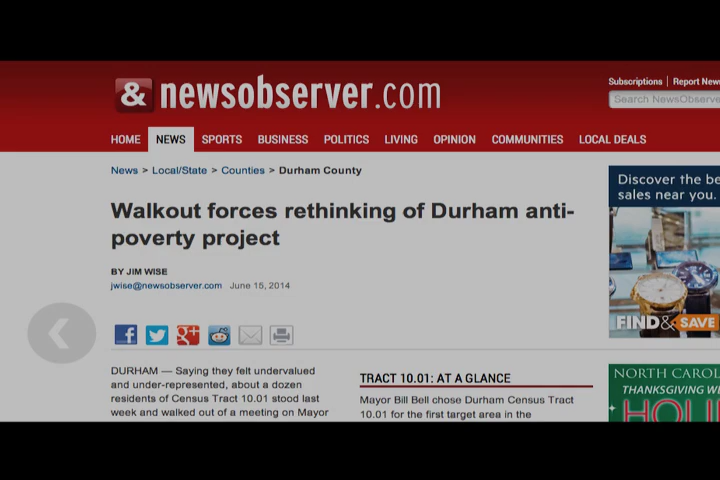 & newsobserver.com
Subscriptions | Report News
Search NewsObserve
HOME NEWS SPORTS BUSINESS POLITICS LIVING OPINION COMMUNITIES LOCAL DEALS
News > Local/State > Counties > Durham County
Walkout forces rethinking of Durham anti-
poverty project
BY JIM WISE
jwise@newsobserver.com June 15, 2014
DURHAM — Saying they felt undervalued
and under-represented, about a dozen
residents of Census Tract 10.01 stood last
week and walked out of a meeting on Mayor
TRACT 10.01: AT A GLANCE
Mayor Bill Bell chose Durham Census Tract
10.01 for the first target area in the
Discover the be
sales near you.
FIND & SAVE
NORTH CAROL
THANKSGIVING WE
HOLI